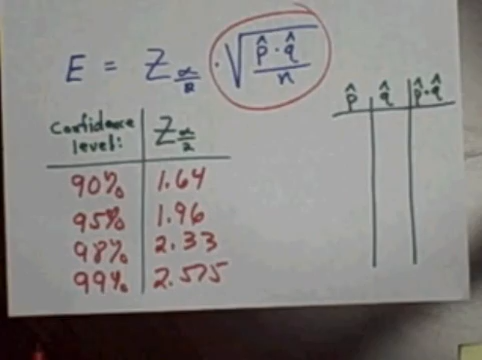 E = Z α/2 · √(p̂·q̂/n)
p̂ q̂ p̂·q̂
Confidence level: Z α/2
90% 1.64
95% 1.96
98% 2.33
99% 2.575